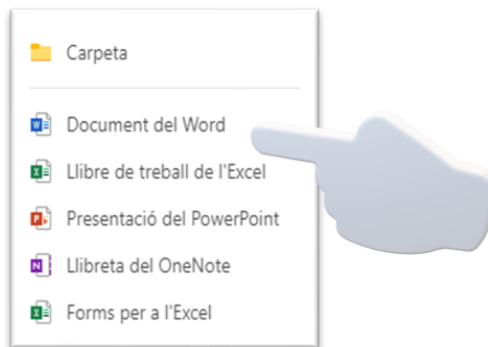 Carpeta
Document del Word
Llibre de treball de l'Excel
Presentació del PowerPoint
Llibreta del OneNote
Forms per a l'Excel